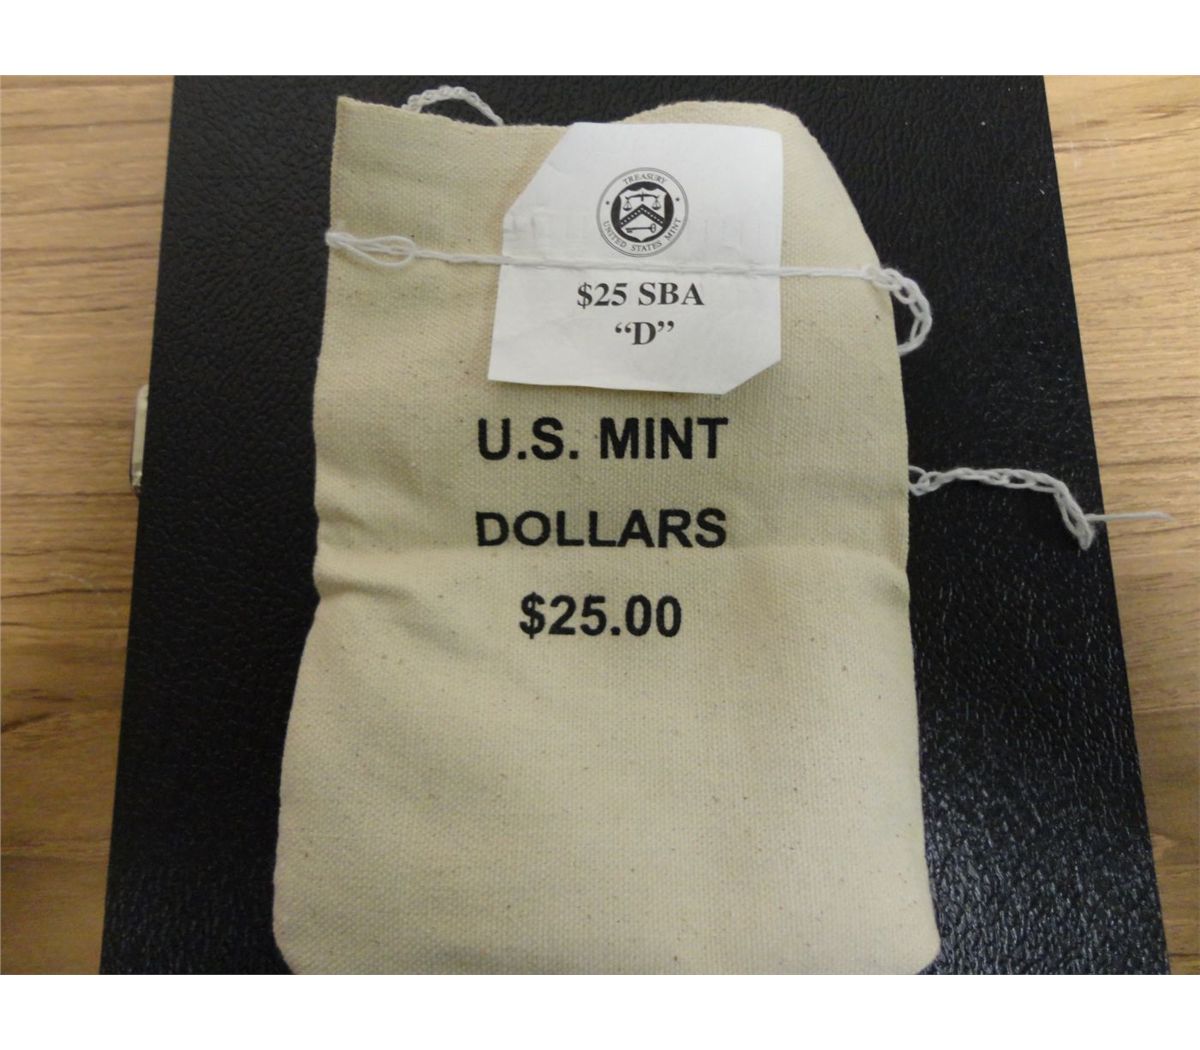 TREASURY
UNITED STATES MINT
$25 SBA
“D”
U.S. MINT
DOLLARS
$25.00